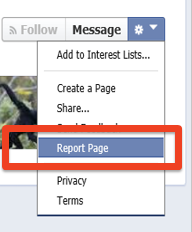 Follow Message
Add to Interest Lists...
Create a Page
Share...
Report Page
Privacy
Terms